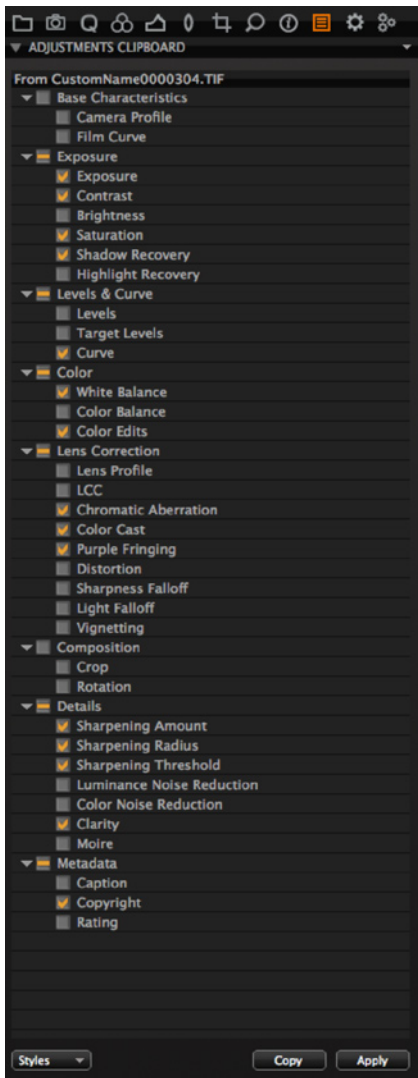 ADJUSTMENTS CLIPBOARD
From CustomName0000304.TIF
Base Characteristics
Camera Profile
Film Curve
Exposure
Exposure
Contrast
Brightness
Saturation
Shadow Recovery
Highlight Recovery
Levels & Curve
Levels
Target Levels
Curve
Color
White Balance
Color Balance
Color Edits
Lens Correction
Lens Profile
LCC
Chromatic Aberration
Color Cast
Purple Fringing
Distortion
Sharpness Falloff
Light Falloff
Vignetting
Composition
Crop
Rotation
Details
Sharpening Amount
Sharpening Radius
Sharpening Threshold
Luminance Noise Reduction
Color Noise Reduction
Clarity
Moire
Metadata
Caption
Copyright
Rating
Styles Copy Apply